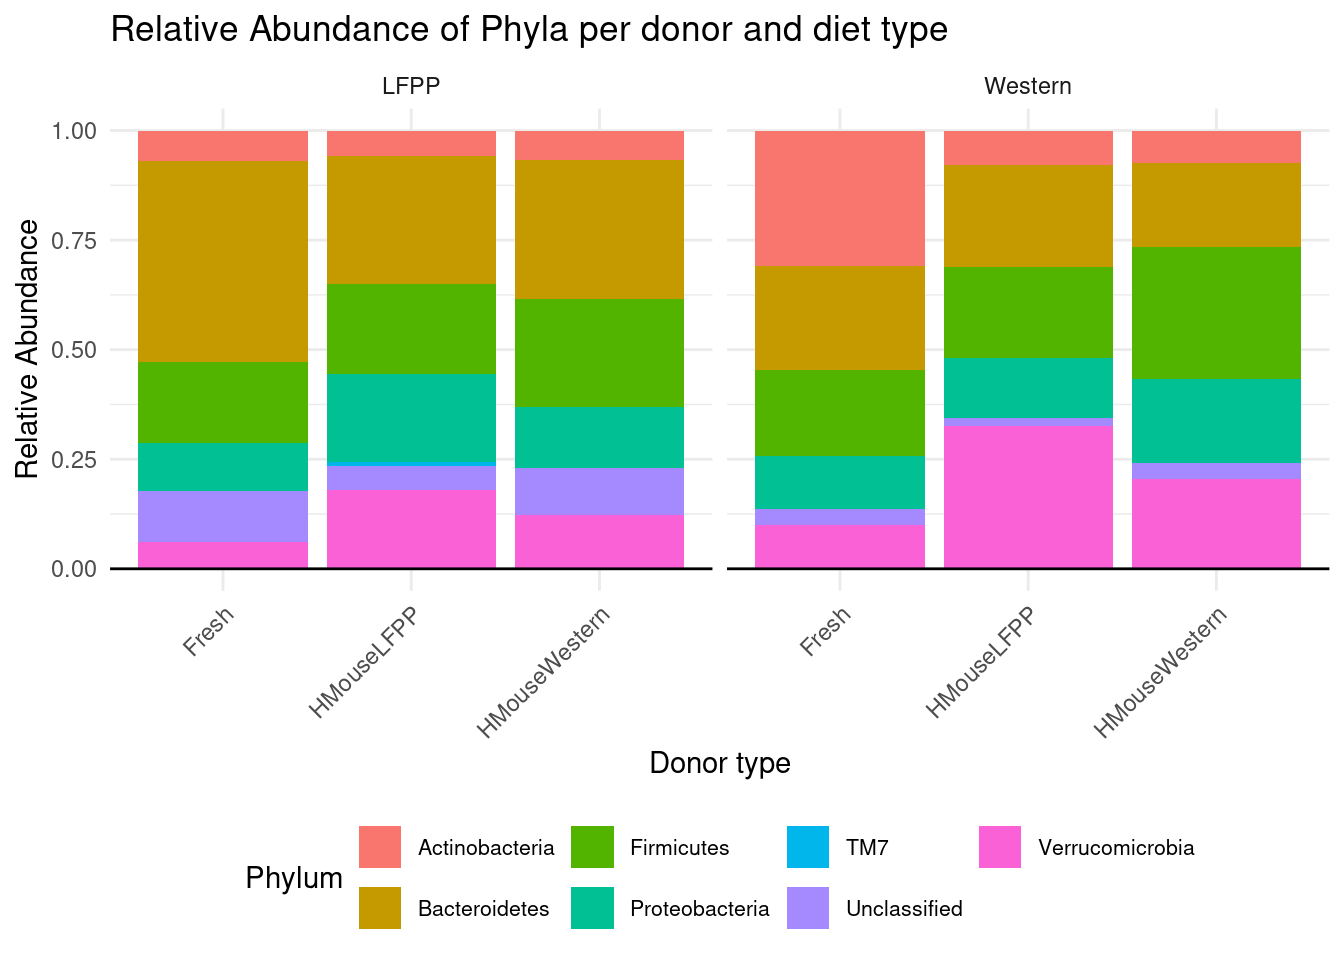 Relative Abundance of Phyla per donor and diet type
LFPP
Western
Relative Abundance
1.00
0.75
0.50
0.25
0.00
Fresh
HMouseLFPP
HMouseWestern
Fresh
HMouseLFPP
HMouseWestern
Donor type
Phylum
Actinobacteria
Firmicutes
TM7
Verrucomicrobia
Bacteroidetes
Proteobacteria
Unclassified